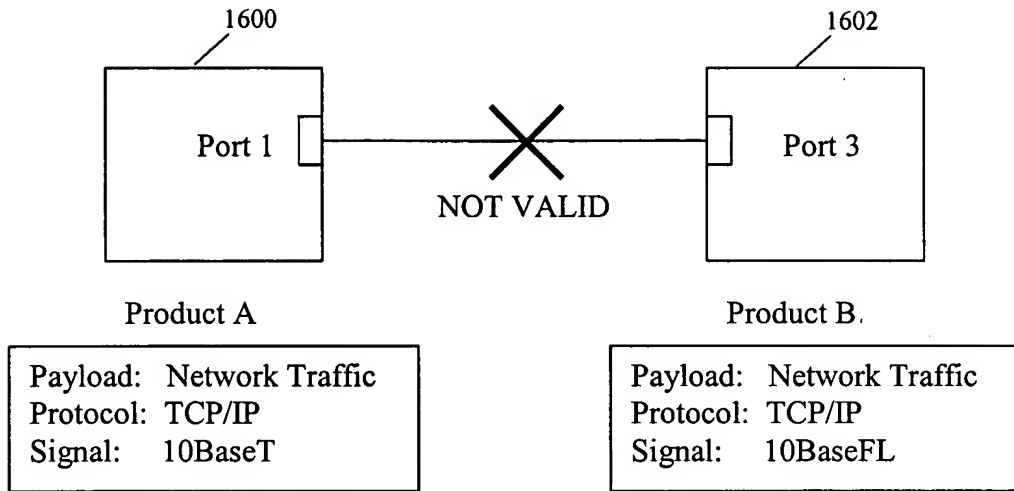 1600
1602
Port 1
Port 3
NOT VALID
Product A
Product B.
Payload: Network Traffic
Protocol: TCP/IP
Signal: 10BaseT
Payload: Network Traffic
Protocol: TCP/IP
Signal: 10BaseFL